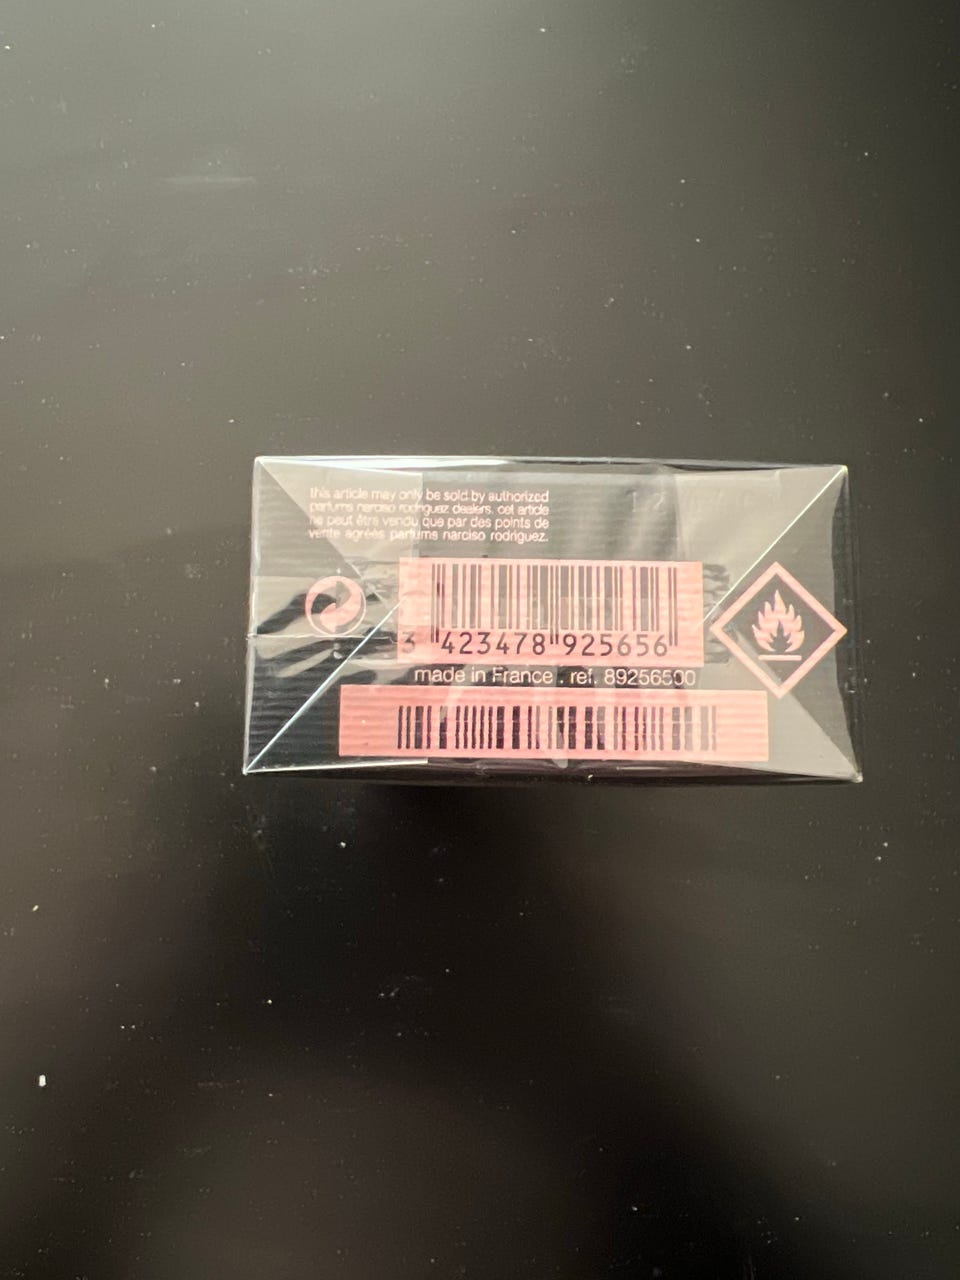 this article may only be sold by authorized
parfums narciso rodriguez dealers. cet article
ne peut être vendu que par des points de
vente agréés parfums narciso rodriguez.
3 423478 925656
made in France . ref. 89256500